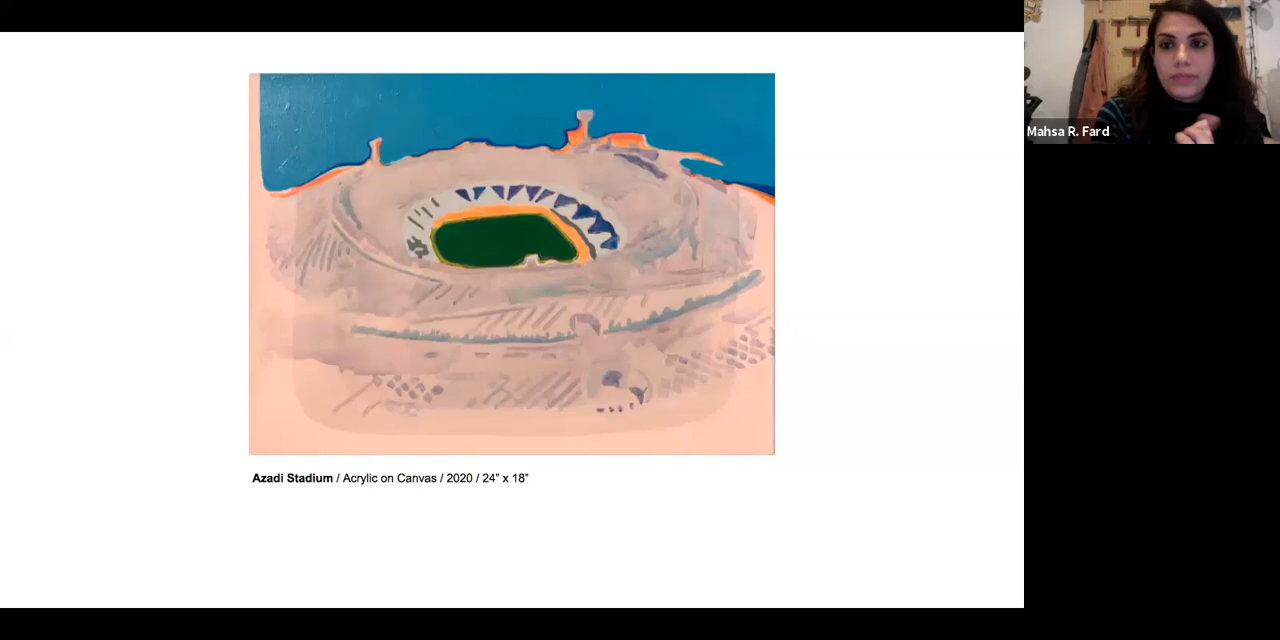 Mahsa R. Fard
Azadi Stadium / Acrylic on Canvas / 2020 / 24” x 18”